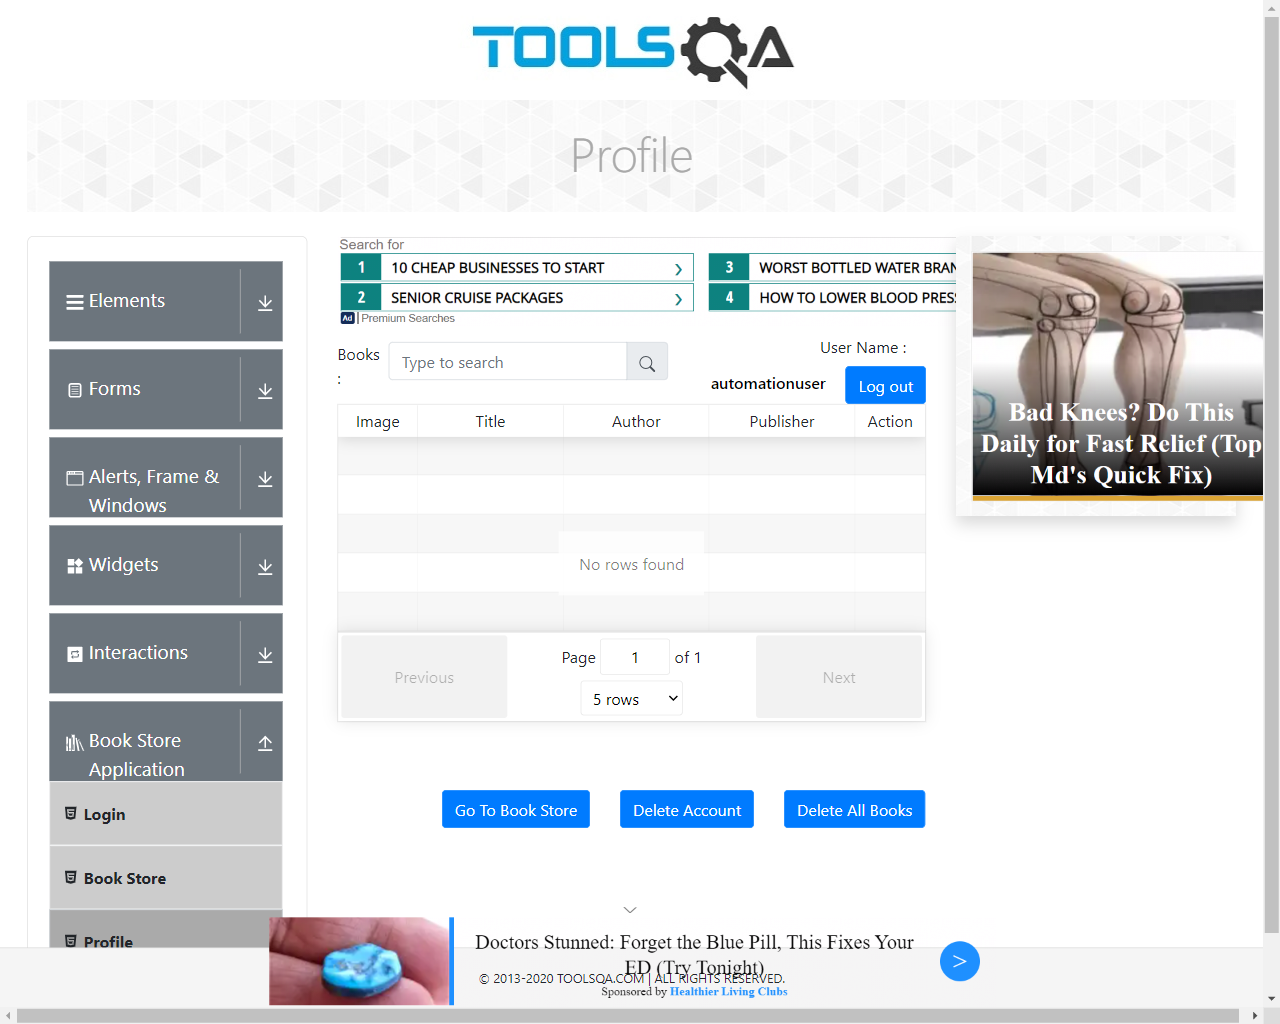 TOOLSQA
Profile
Elements
Forms
Alerts, Frame &
Windows
Widgets
Interactions
Book Store
Application
Login
Book Store
Profile
Search for
1 10 CHEAP BUSINESSES TO START
2 SENIOR CRUISE PACKAGES
3 WORST BOTTLED WATER BRAN
4 HOW TO LOWER BLOOD PRES
Ad | Premium Searches
Books
:
Type to search
User Name :
automationuser
Log out
Image Title Author Publisher Action
No rows found
Previous
Page 1 of 1
5 rows
Next
Go To Book Store
Delete Account
Delete All Books
Bad Knees? Do This
Daily for Fast Relief (Top
Md's Quick Fix)
Doctors Stunned: Forget the Blue Pill, This Fixes Your
ED (Try Tonight)
© 2013-2020 TOOLSQA.COM | ALL RIGHTS RESERVED.
Sponsored by Healthier Living Clubs
>